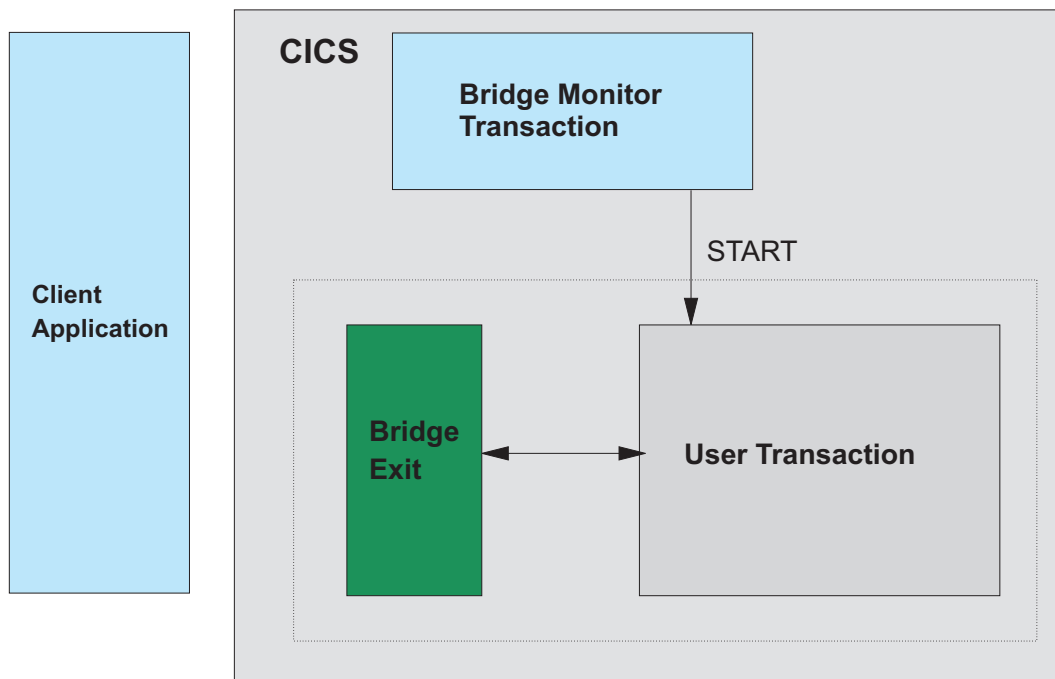 CICS
Bridge Monitor
Transaction
START
Client
Application
Bridge
Exit
User Transaction